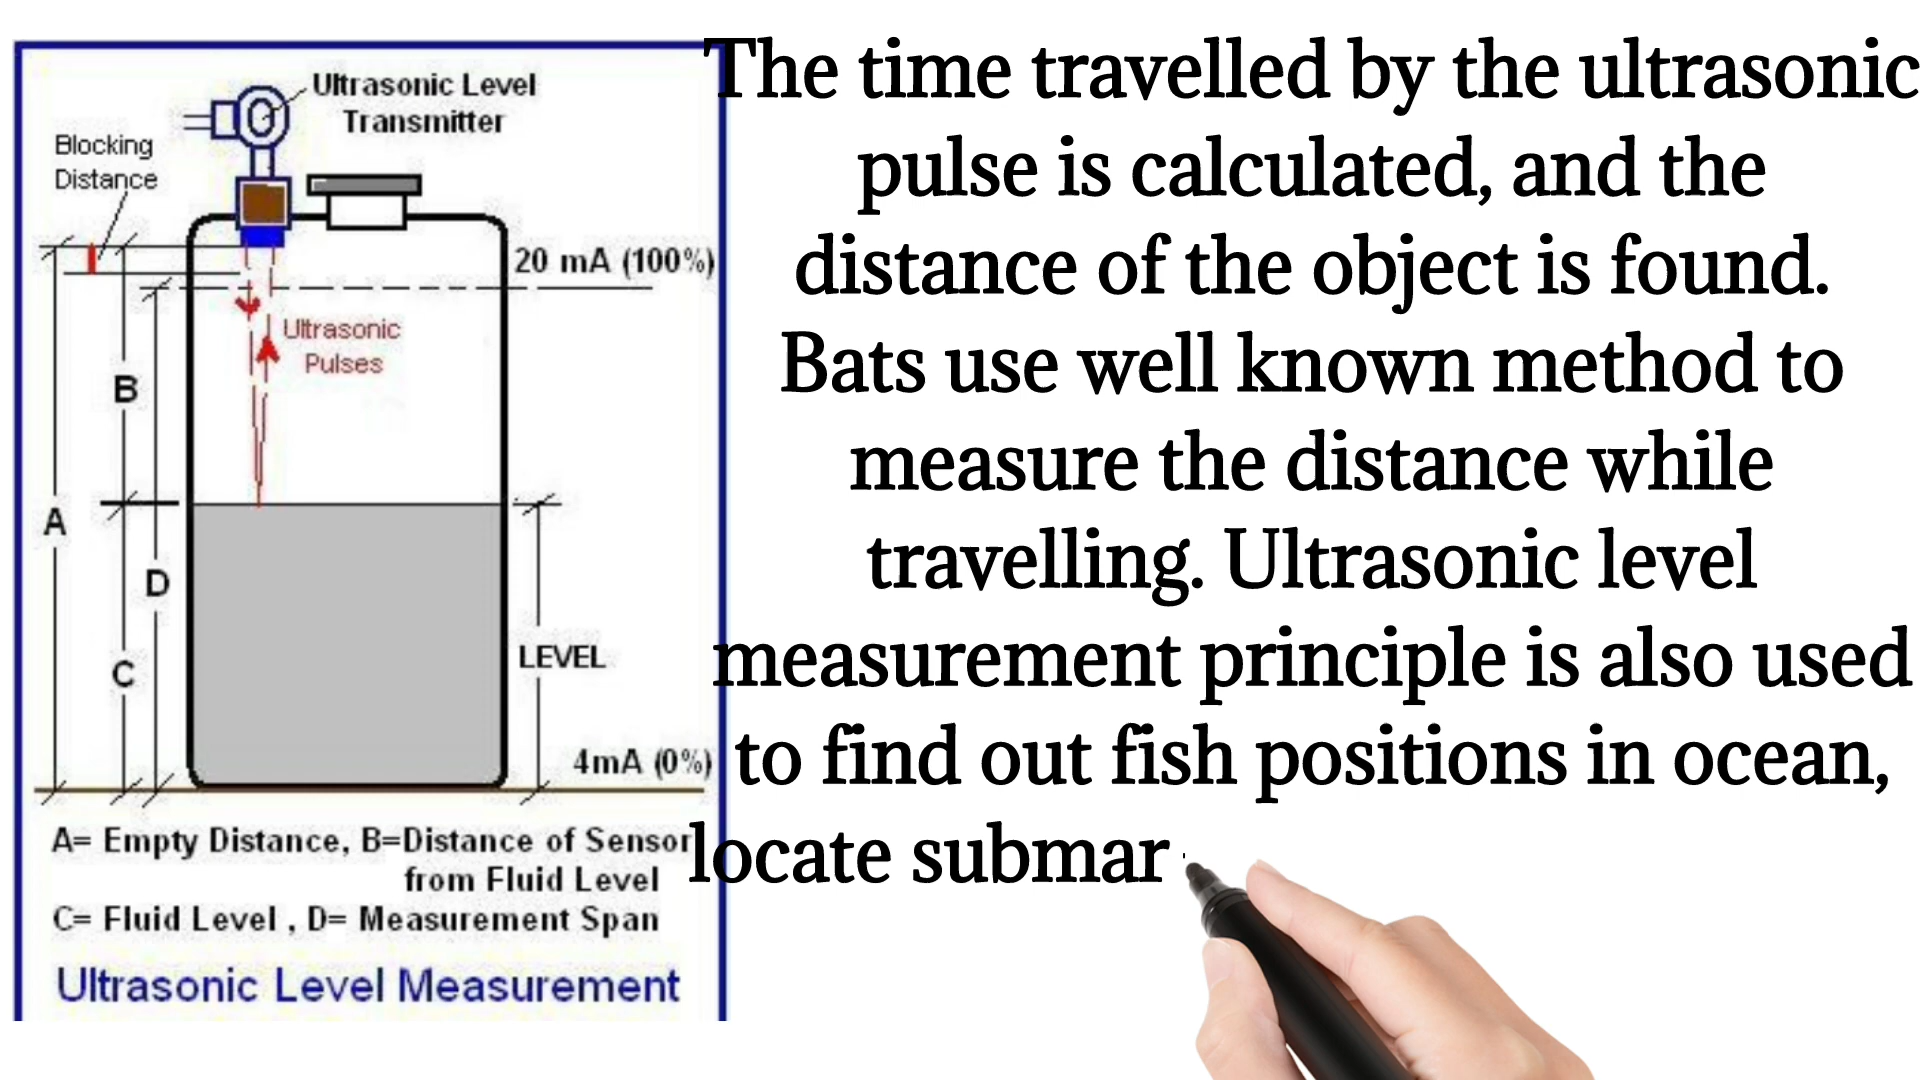 Ultrasonic Level
Transmitter
Blocking
Distance
20 mA (100%)
Ultrasonic
Pulses
B
A
D
C
LEVEL
4mA (0%)
A= Empty Distance, B=Distance of Sensor
from Fluid Level
C= Fluid Level , D= Measurement Span
Ultrasonic Level Measurement
The time travelled by the ultrasonic
pulse is calculated, and the
distance of the object is found.
Bats use well known method to
measure the distance while
travelling. Ultrasonic level
measurement principle is also used
to find out fish positions in ocean,
locate submar